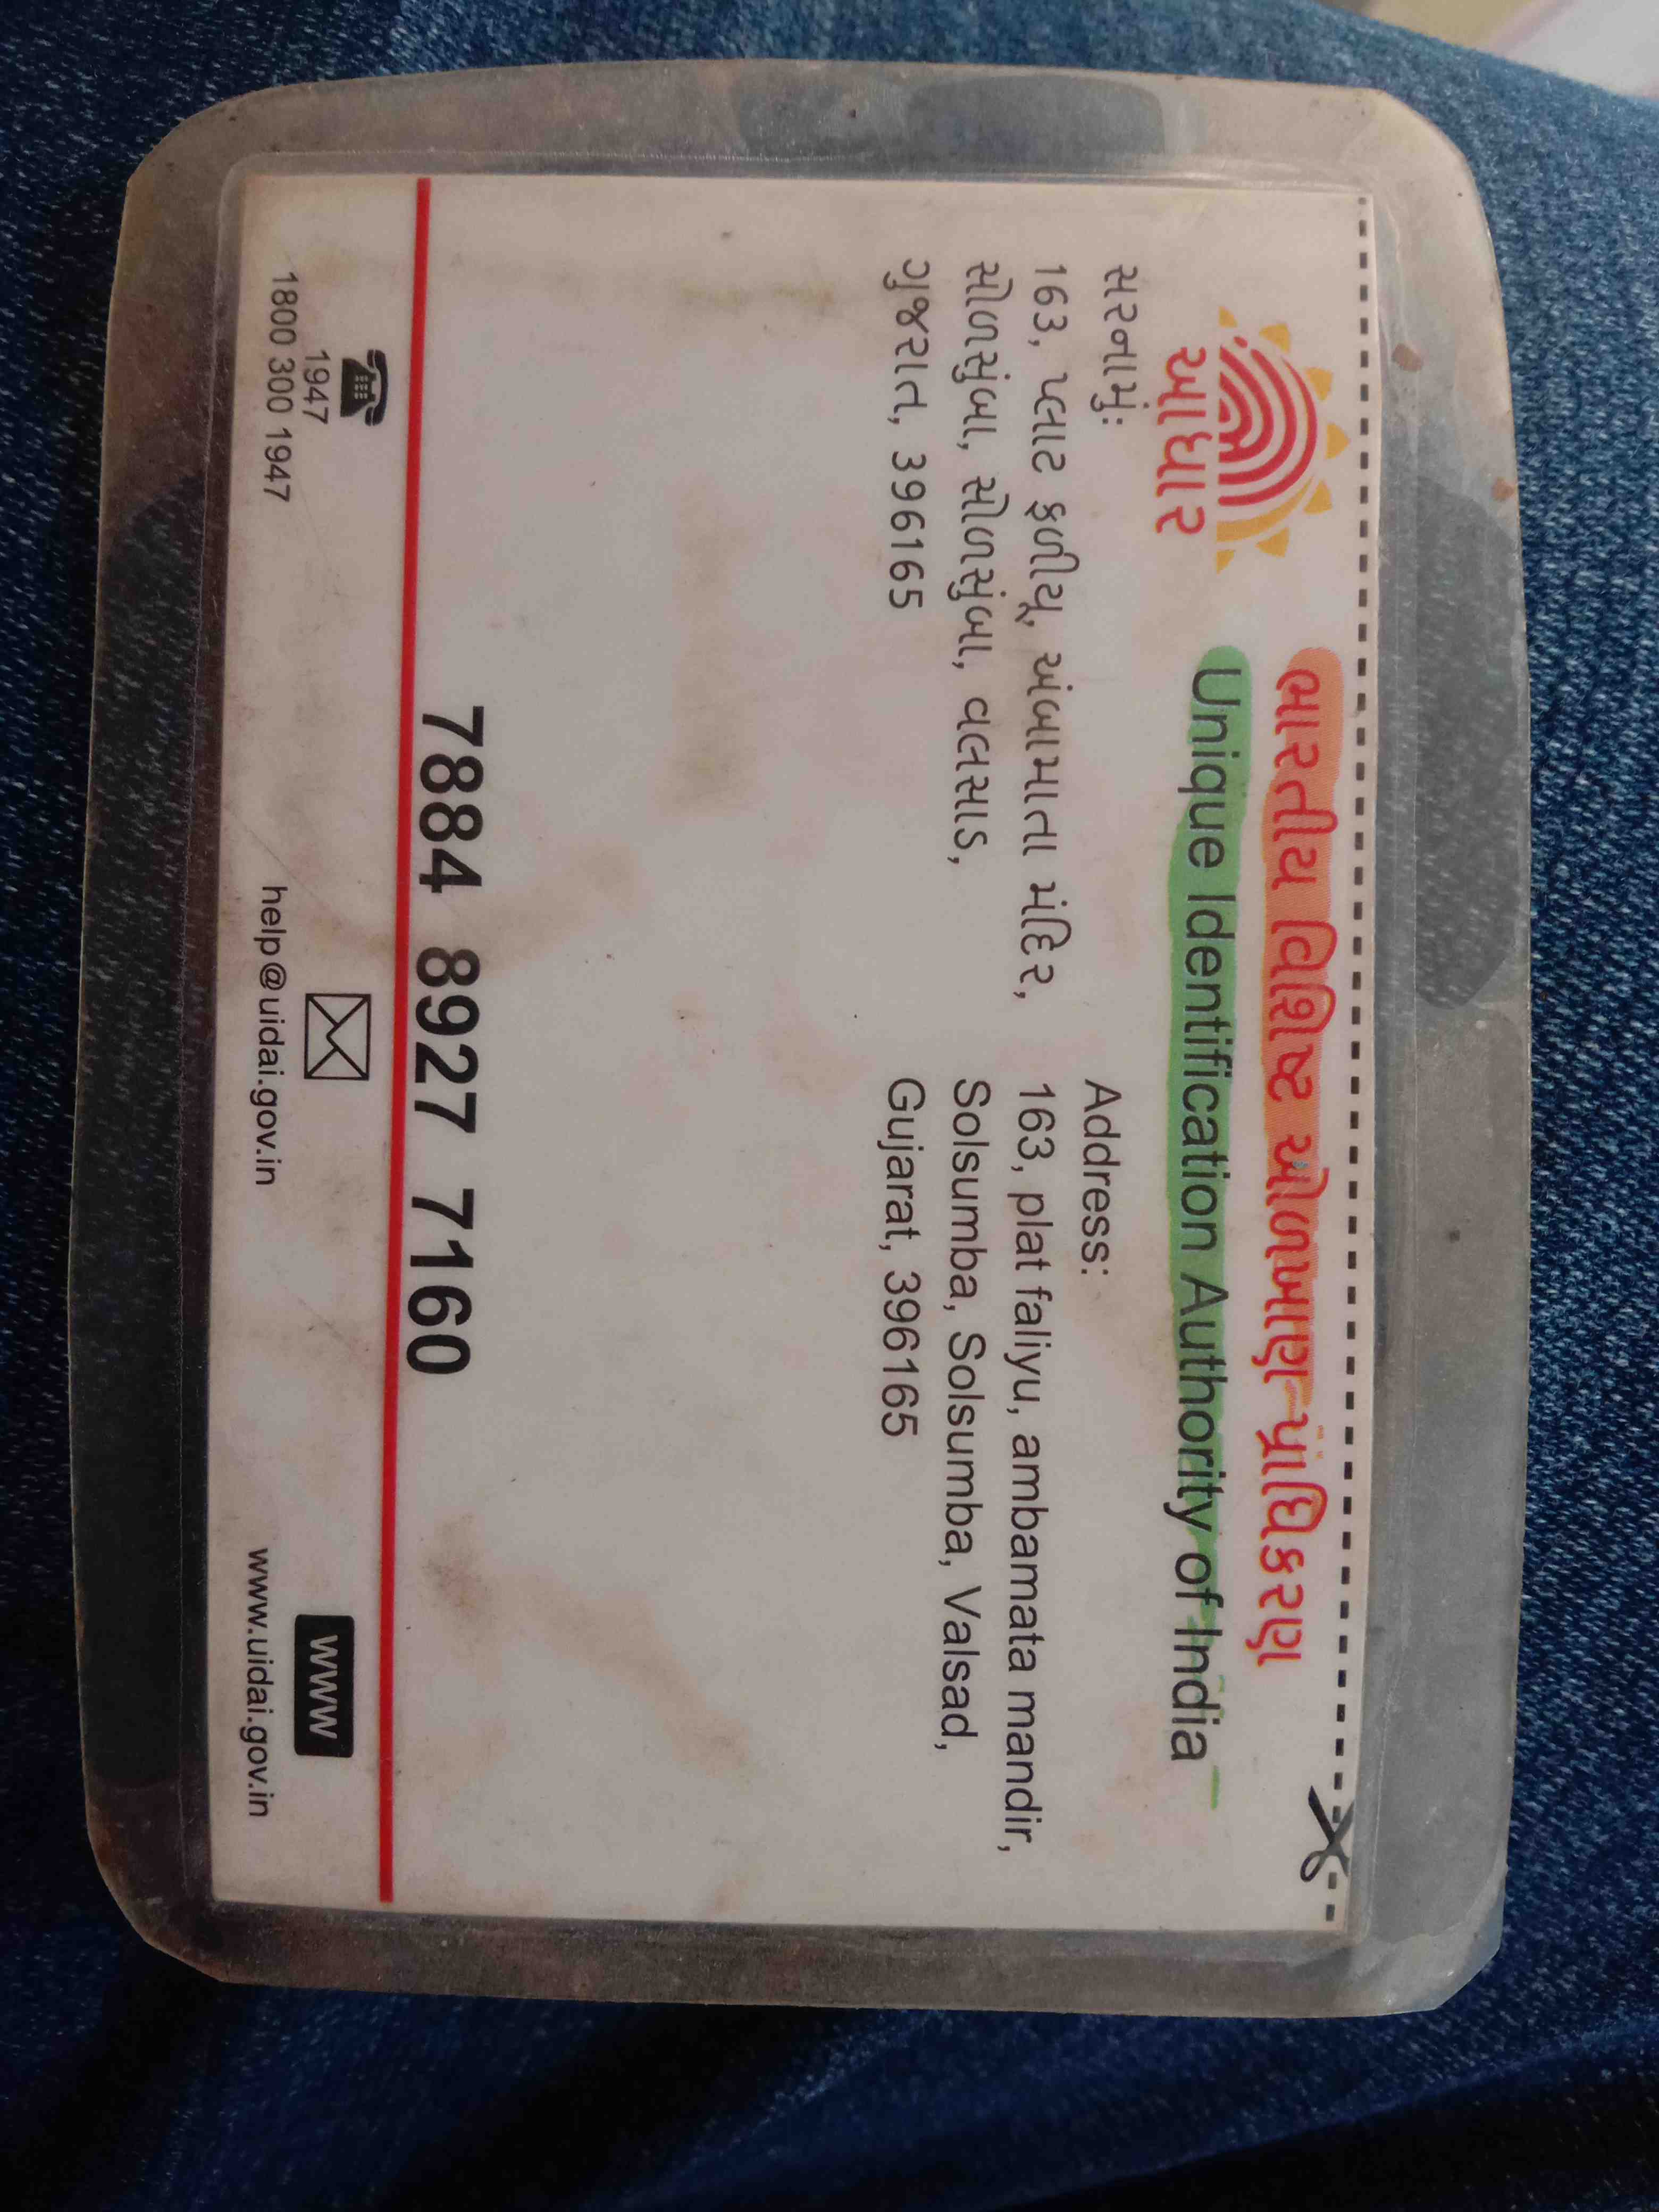 ભારતીય વિશિષ્ટ ઓળખાણ પ્રાધિકરણ
Unique Identification Authority of India
આધાર
સરનામું:
163, પ્લાટ ફળીયૂ, અંબામાતા મંદિર,
સોળસુંબા, સોળસુંબા, વલસાડ,
ગુજરાત, 396165
Address:
163, plat faliyu, ambamata mandir,
Solsumba, Solsumba, Valsad,
Gujarat, 396165
7884 8927 7160
1947
1800 300 1947
help@uidai.gov.in
www
www.uidai.gov.in